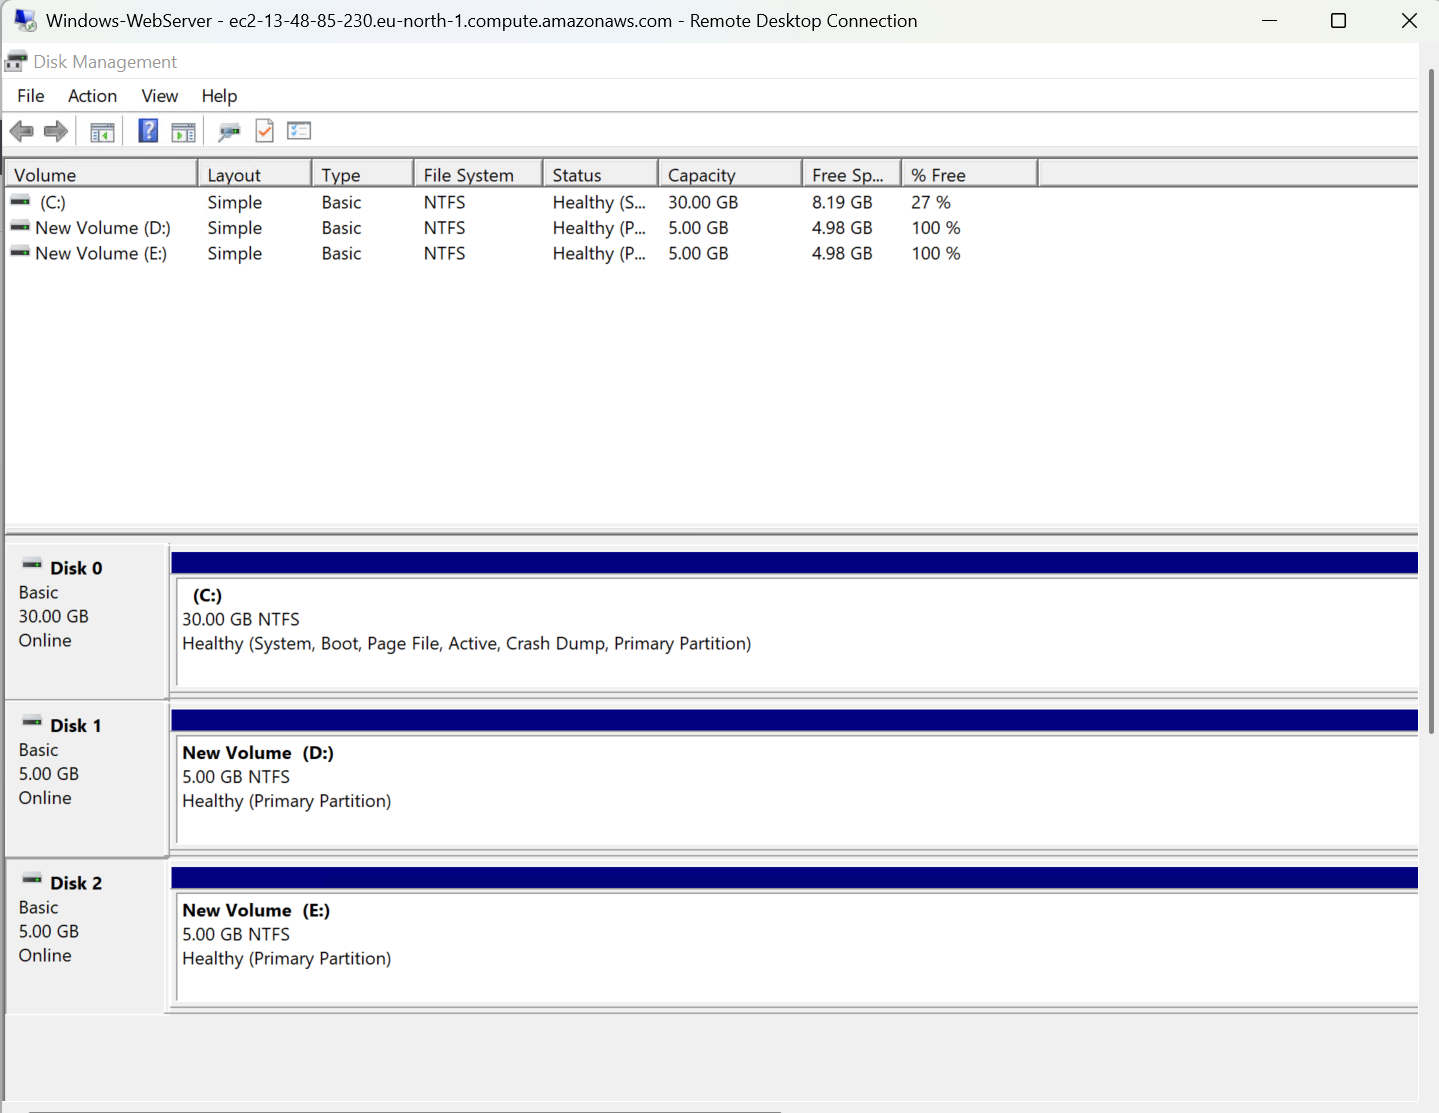 Windows-WebServer - ec2-13-48-85-230.eu-north-1.compute.amazonaws.com - Remote Desktop Connection
Disk Management
File Action View Help
Volume Layout Type File System Status Capacity Free Sp... % Free
(C:) Simple Basic NTFS Healthy (S... 30.00 GB 8.19 GB 27 %
New Volume (D:) Simple Basic NTFS Healthy (P... 5.00 GB 4.98 GB 100 %
New Volume (E:) Simple Basic NTFS Healthy (P... 5.00 GB 4.98 GB 100 %
Disk 0
Basic
30.00 GB
Online
(C:)
30.00 GB NTFS
Healthy (System, Boot, Page File, Active, Crash Dump, Primary Partition)
Disk 1
Basic
5.00 GB
Online
New Volume (D:)
5.00 GB NTFS
Healthy (Primary Partition)
Disk 2
Basic
5.00 GB
Online
New Volume (E:)
5.00 GB NTFS
Healthy (Primary Partition)